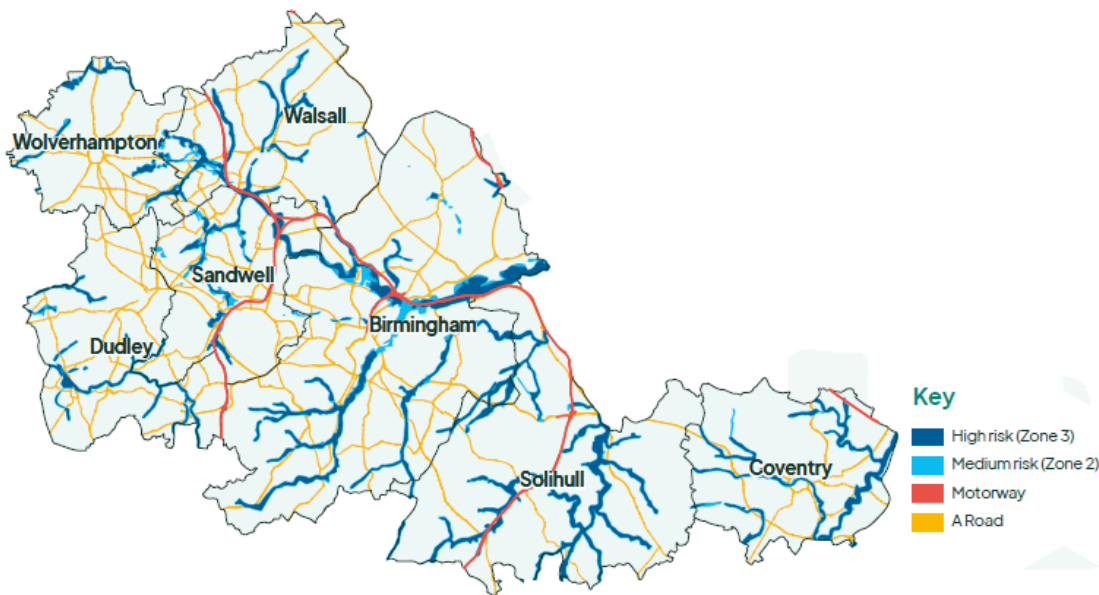 Walsall
Wolverhampton
Sandwell
Birmingham
Dudley
Key
High risk (Zone 3)
Medium risk (Zone 2)
Motorway
A Road
Coventry
Solihull